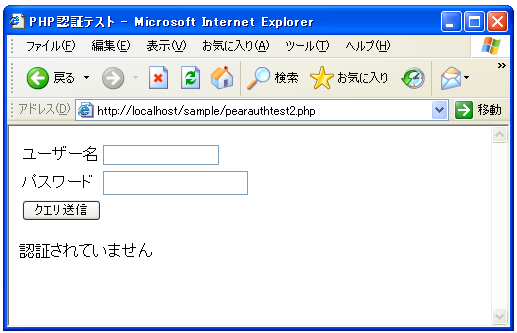 PHP認証テスト - Microsoft Internet Explorer
ファイル(F) 編集(E) 表示(V) お気に入り(A) ツール(T) ヘルプ(H)
戻る 検索 お気に入り
アドレス(D) http://localhost/sample/pearauthtest2.php 移動
ユーザー名
パスワード
クエリ送信
認証されていません